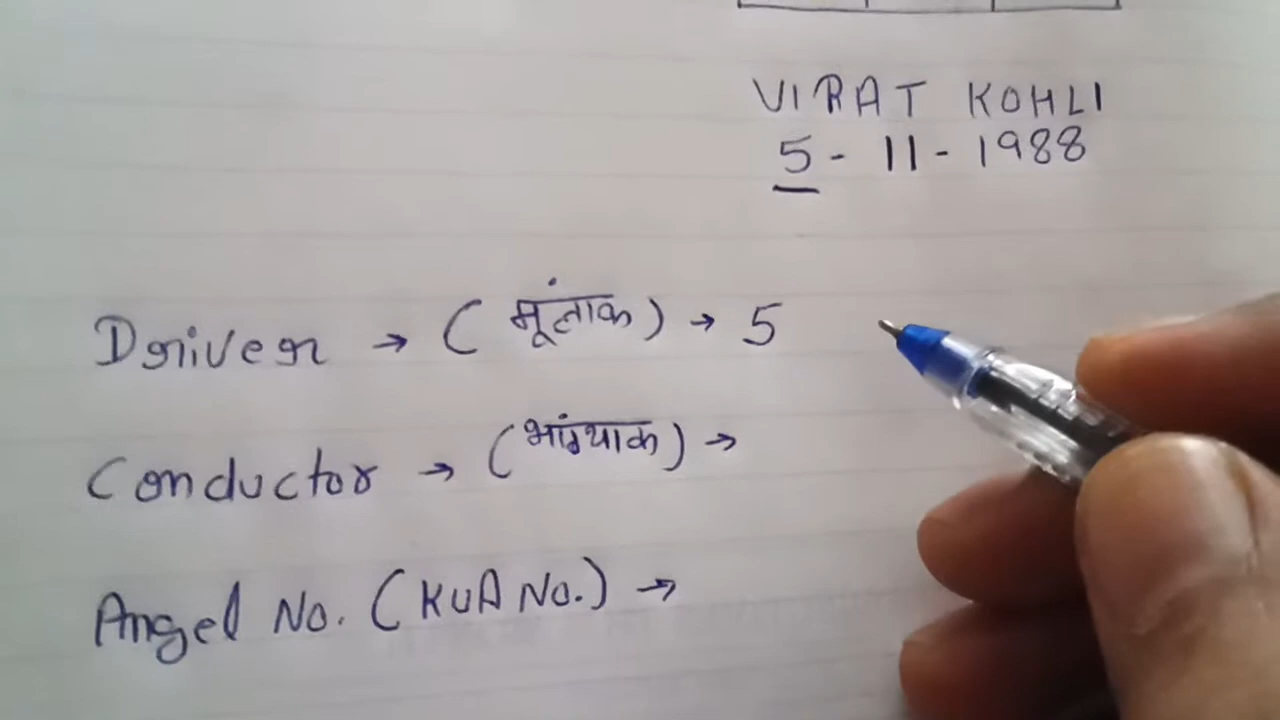 VIRAT KOHLI
5 - 11 - 1988
Driver → (मूंलाक) → 5
Conductor → (भांग्याक) →
Angel No. (KUA No.) →